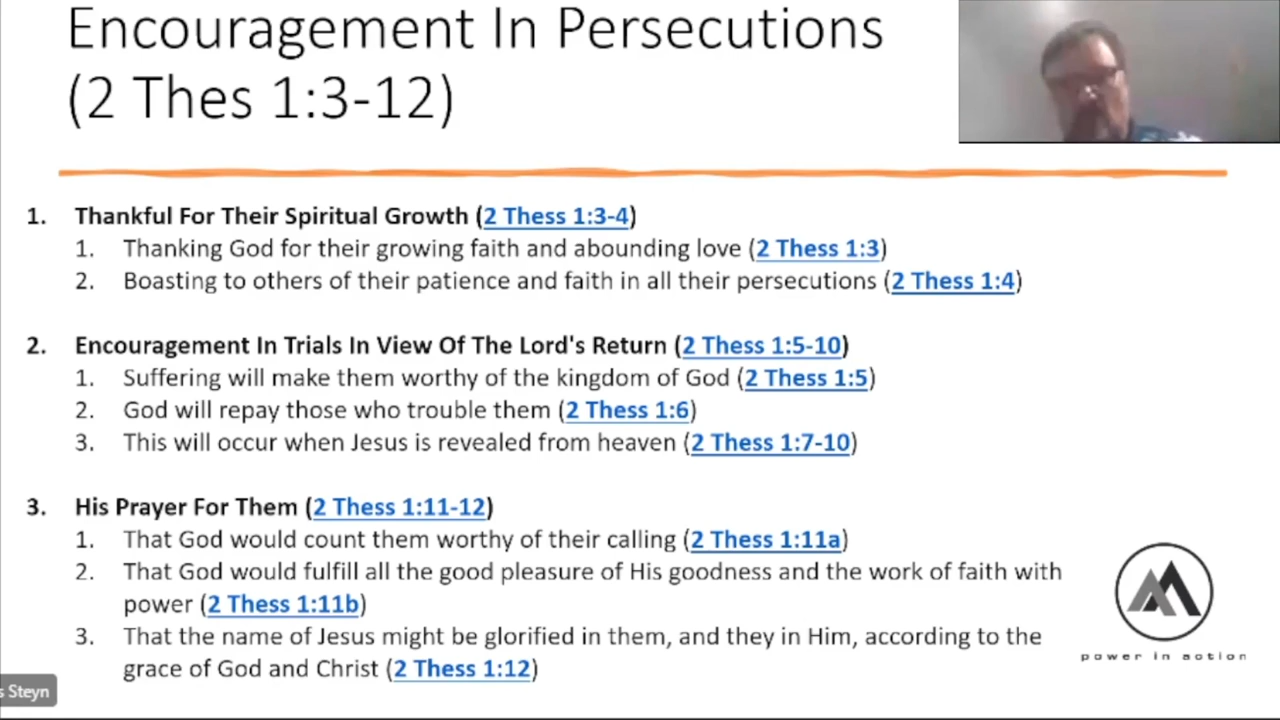 Encouragement In Persecutions
(2 Thes 1:3-12)
1. Thankful For Their Spiritual Growth (2 Thess 1:3-4)
1. Thanking God for their growing faith and abounding love (2 Thess 1:3)
2. Boasting to others of their patience and faith in all their persecutions (2 Thess 1:4)
2. Encouragement In Trials In View Of The Lord's Return (2 Thess 1:5-10)
1. Suffering will make them worthy of the kingdom of God (2 Thess 1:5)
2. God will repay those who trouble them (2 Thess 1:6)
3. This will occur when Jesus is revealed from heaven (2 Thess 1:7-10)
3. His Prayer For Them (2 Thess 1:11-12)
1. That God would count them worthy of their calling (2 Thess 1:11a)
2. That God would fulfill all the good pleasure of His goodness and the work of faith with
power (2 Thess 1:11b)
3. That the name of Jesus might be glorified in them, and they in Him, according to the
grace of God and Christ (2 Thess 1:12)
power in action
s Steyn